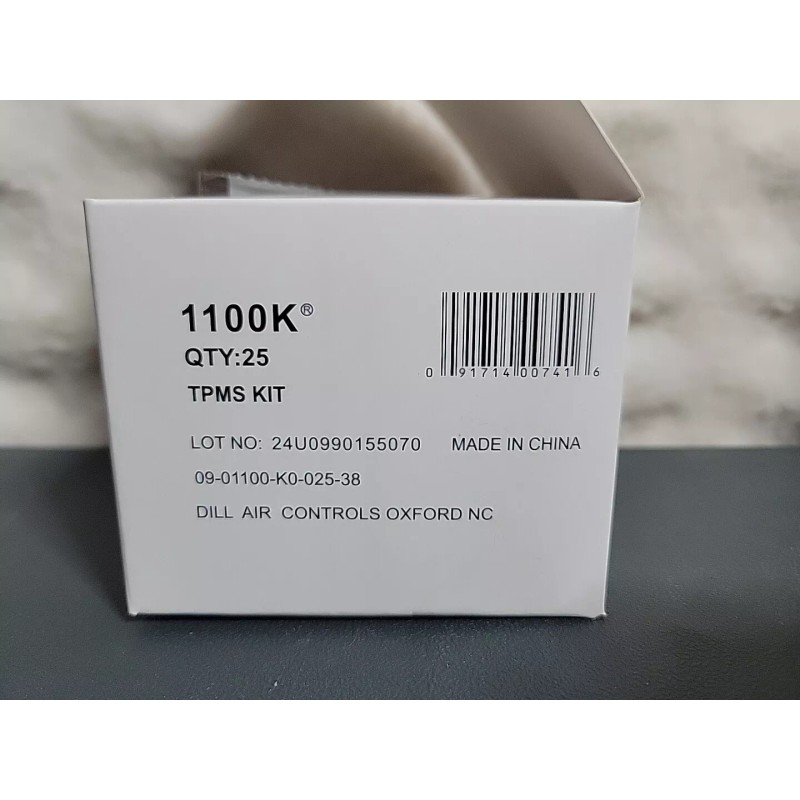 1100K®
QTY:25
TPMS KIT
0 91714 00741 6
LOT NO: 24U0990155070 MADE IN CHINA
09-01100-K0-025-38
DILL AIR CONTROLS OXFORD NC